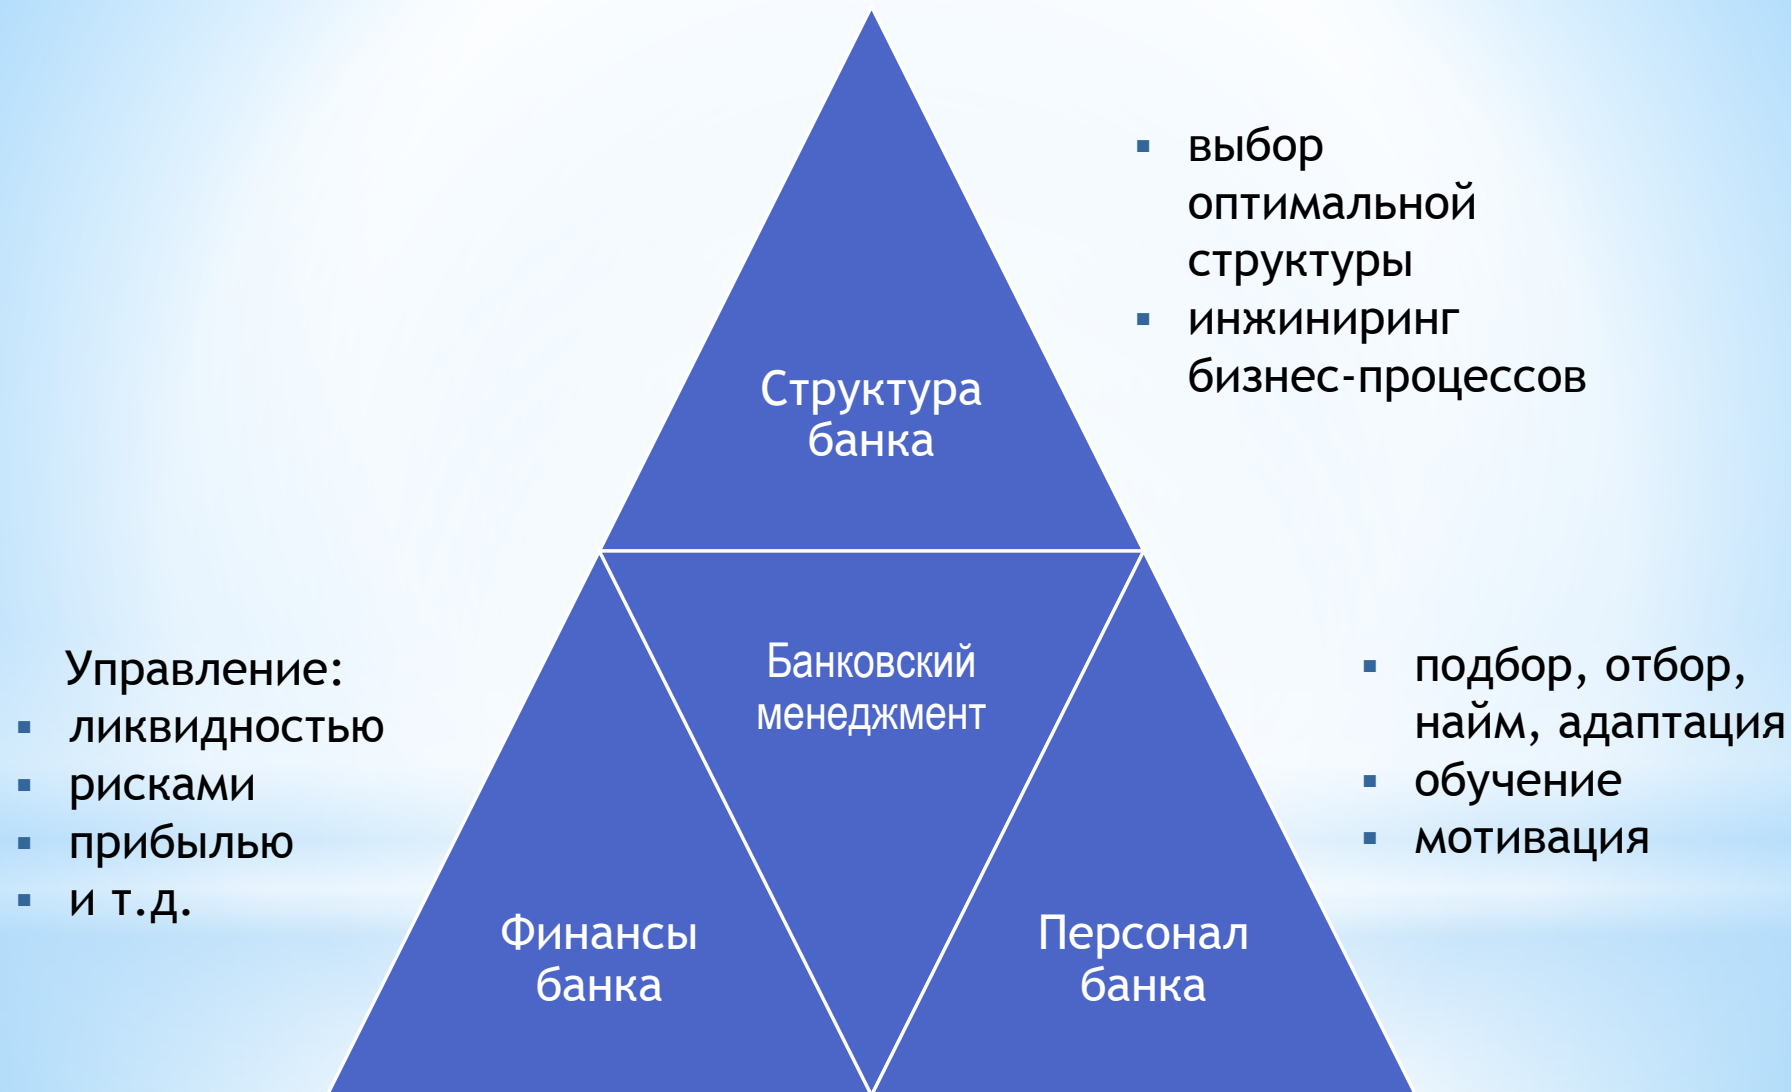 ▪ выбор
оптимальной
структуры
▪ инжиниринг
бизнес-процессов
Структура
банка
Банковский
менеджмент
Управление:
▪ ликвидностью
▪ рисками
▪ прибылью
▪ и т.д.
▪ подбор, отбор,
найм, адаптация
▪ обучение
▪ мотивация
Финансы
банка
Персонал
банка